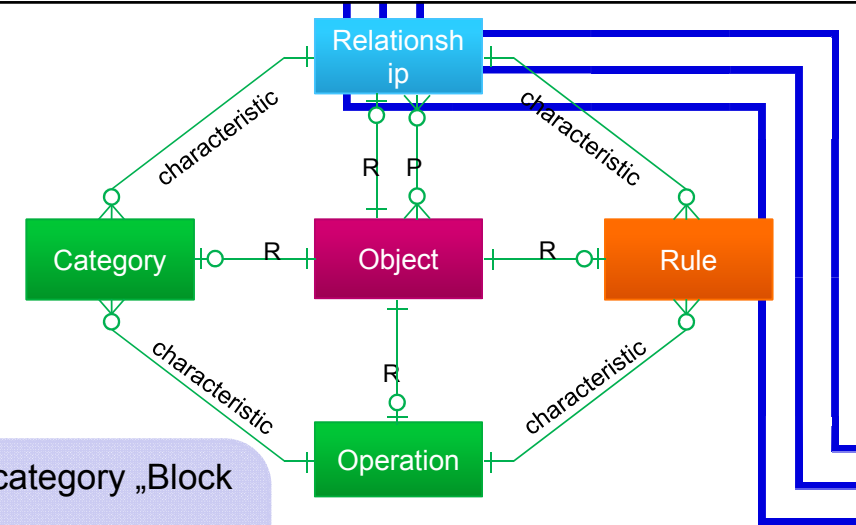 Relationsh
ip
characteristic
characteristic
R
P
Category
R
Object
R
Rule
characteristic
R
characteristic
Operation
category „Block